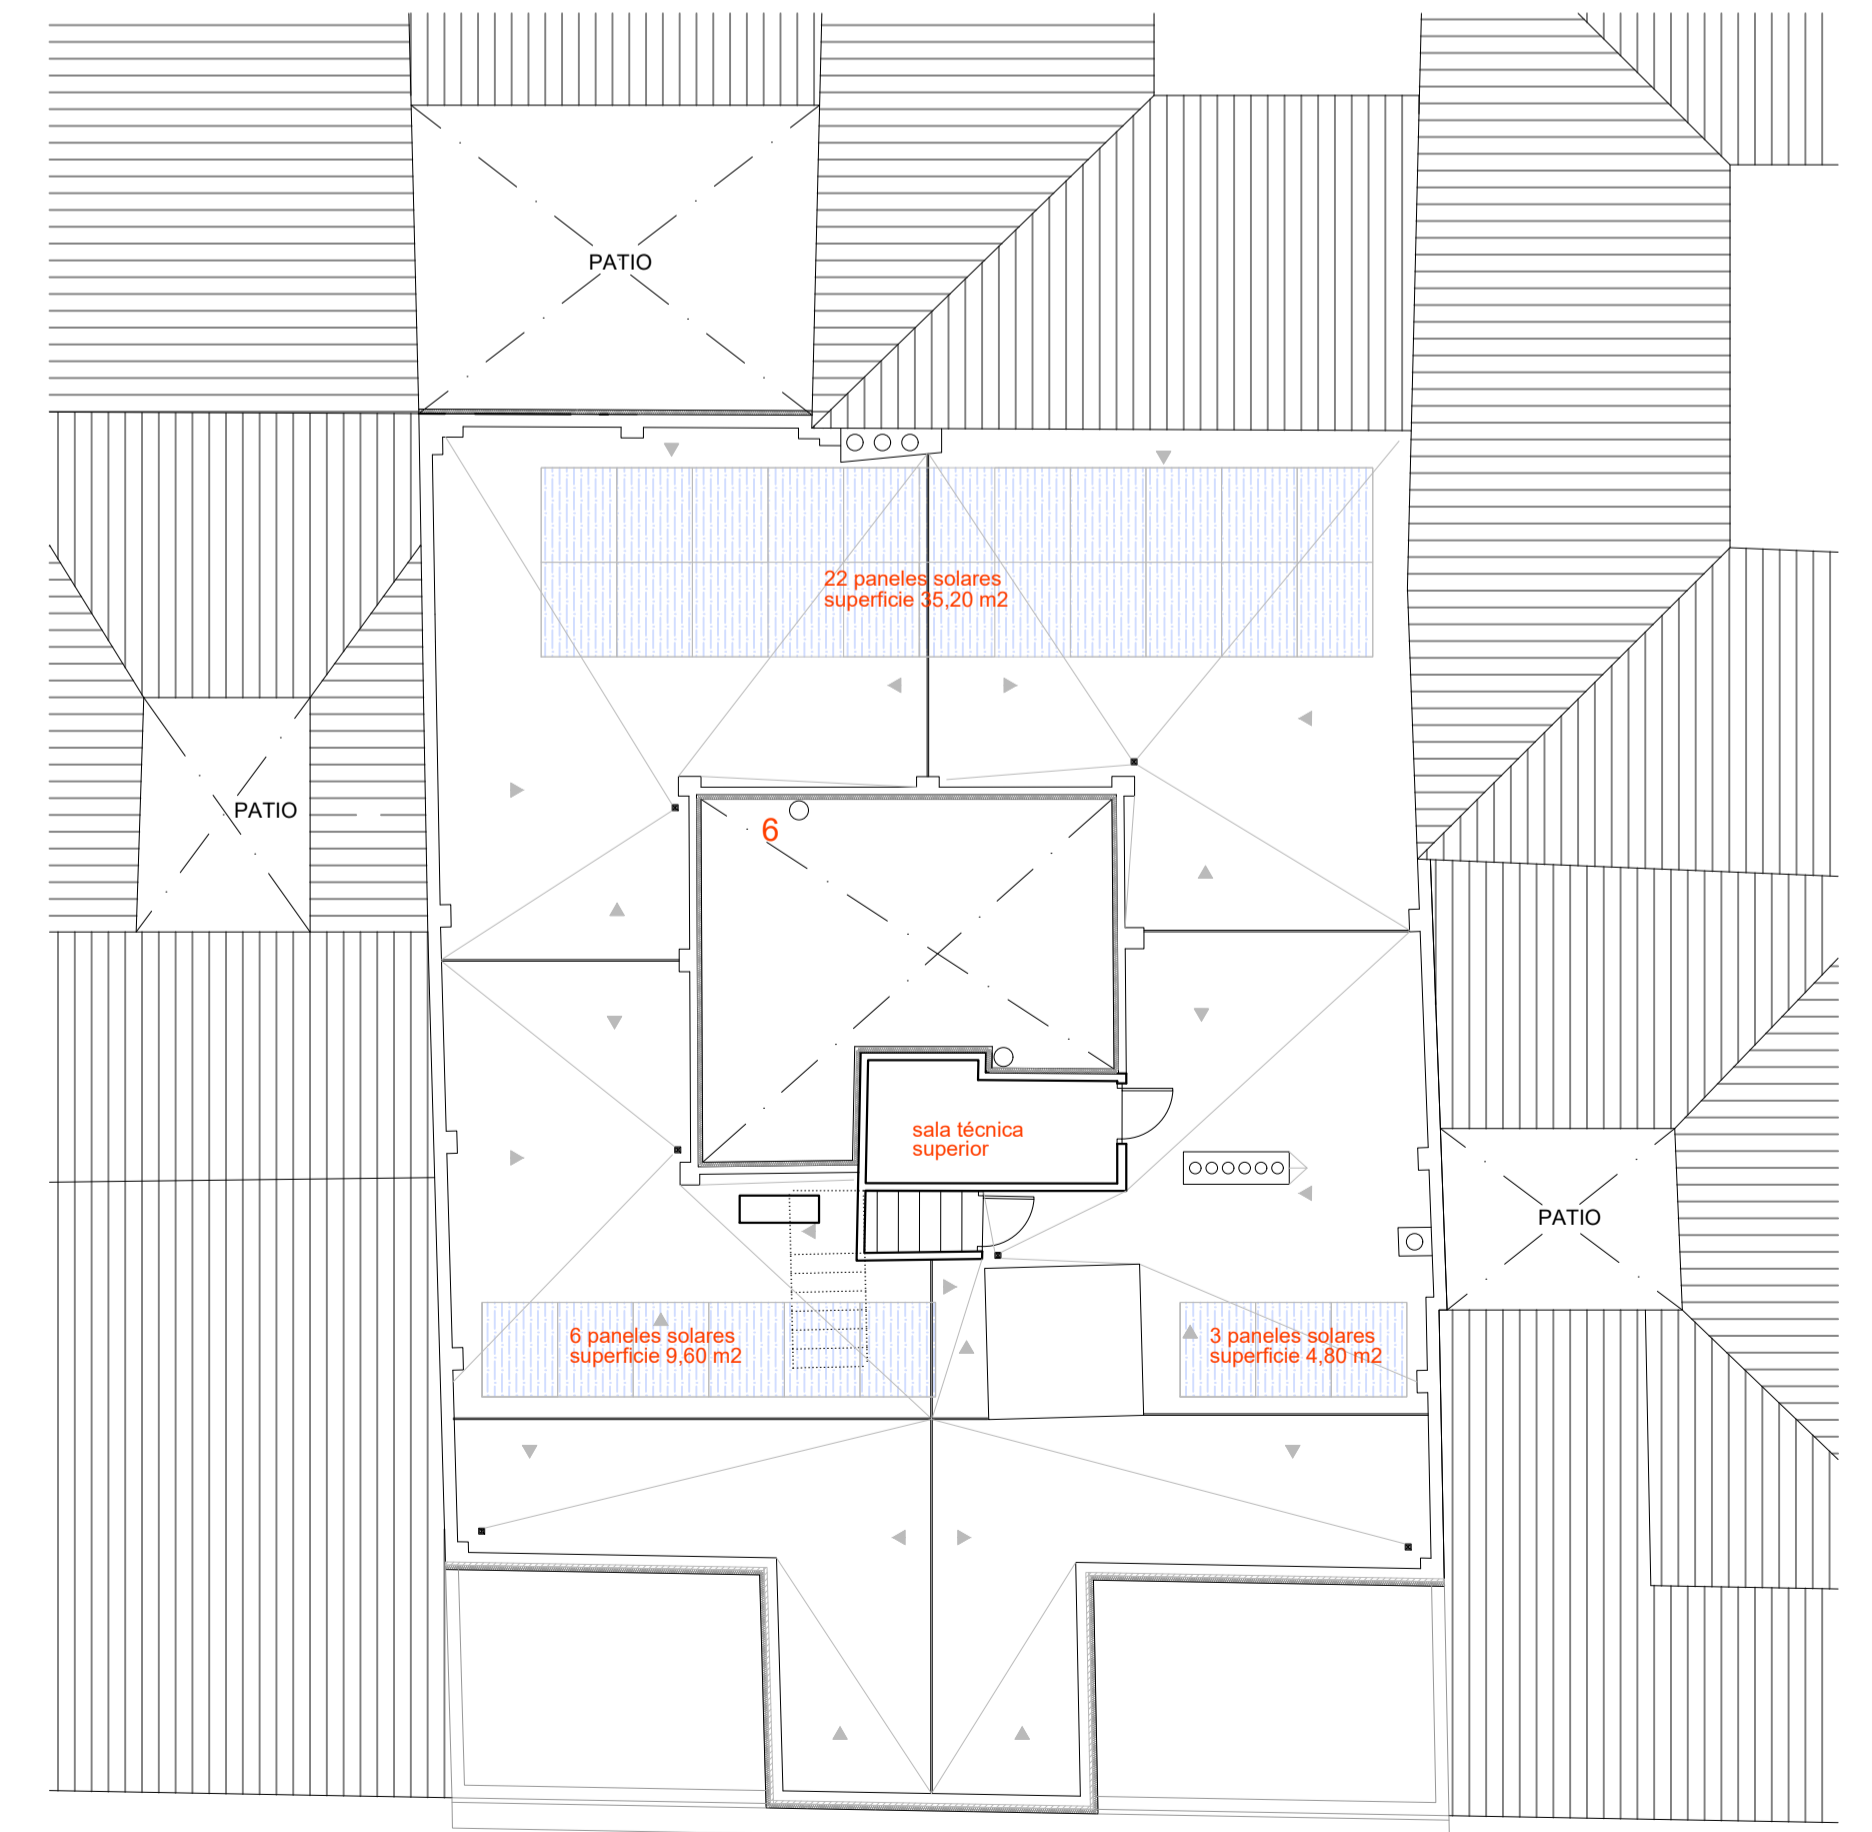 PATIO
22 paneles solares
superficie 35,20 m2
PATIO
6
sala técnica
superior
PATIO
6 paneles solares
superficie 9,60 m2
3 paneles solares
superficie 4,80 m2